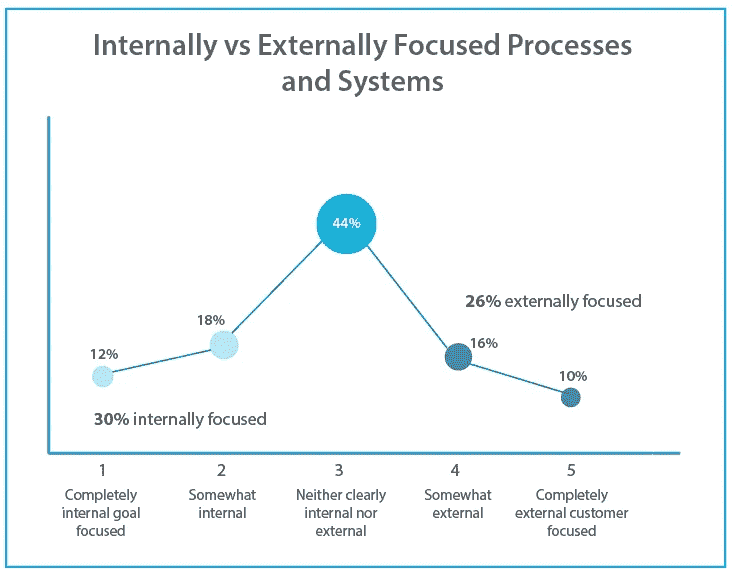 Internally vs Externally Focused Processes
and Systems
44%
26% externally focused
18%
16%
12%
10%
30% internally focused
1
2
3
4
5
Completely
internal goal
focused
Somewhat
internal
Neither clearly
internal nor
external
Somewhat
external
Completely
external customer
focused